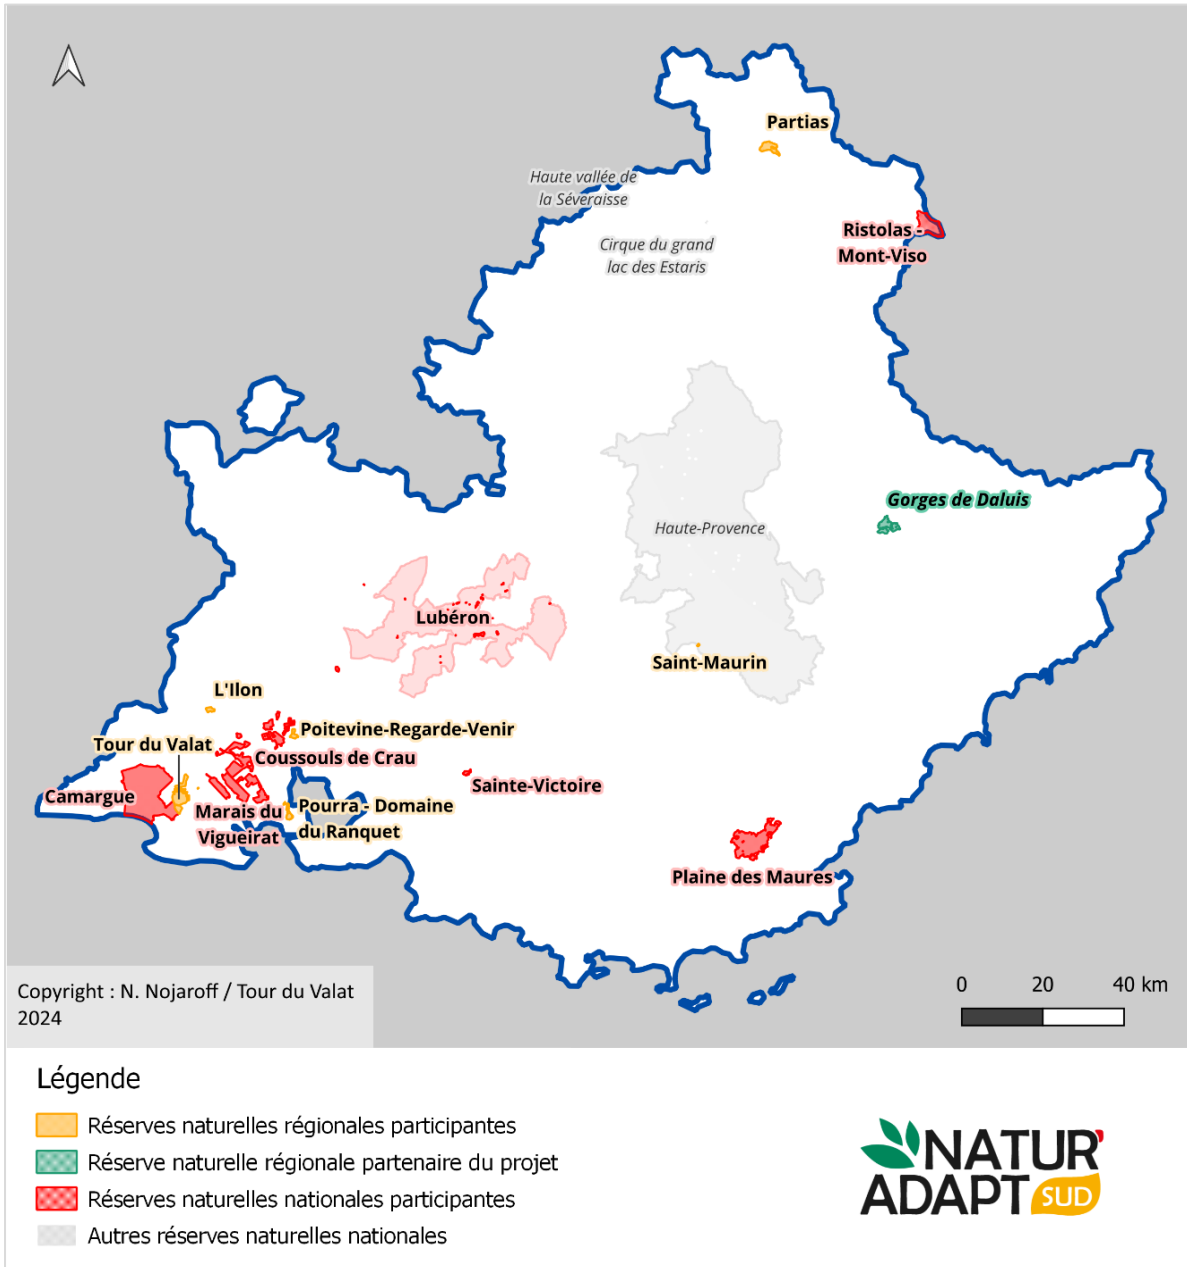 Partias
Haute vallée de
la Séveraisse
Ristolas -
Mont-Viso
Cirque du grand
lac des Estaris
Gorges de Daluis
Haute-Provence
Lubéron
Saint-Maurin
L'Ilon
Poitevine-Regarde-Venir
Tour du Valat
Coussouls de Crau
Camargue
Sainte-Victoire
Marais du
Vigueirat
Pourra - Domaine
du Ranquet
Plaine des Maures
0 20 40 km
Copyright : N. Nojaroff / Tour du Valat
2024
Légende
Réserves naturelles régionales participantes
Réserve naturelle régionale partenaire du projet
Réserves naturelles nationales participantes
Autres réserves naturelles nationales
NATUR'
ADAPT SUD